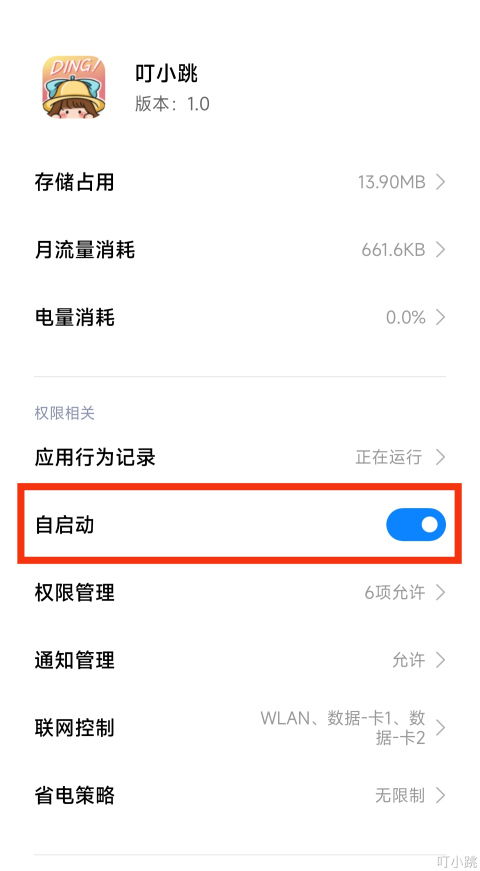 DING!
叮小跳
版本：1.0
存储占用 13.90MB
月流量消耗 661.6KB
电量消耗 0.0%
权限相关
应用行为记录 正在运行
自启动
权限管理 6项允许
通知管理 允许
联网控制 WLAN、数据-卡1、数
据-卡2
省电策略 无限制
叮小跳